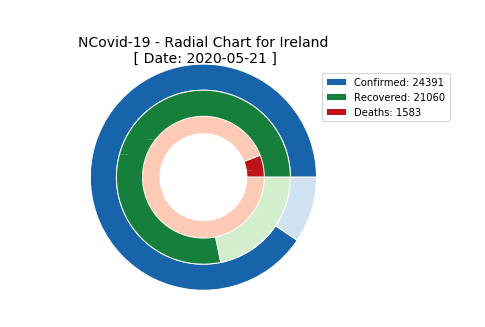 NCovid-19 - Radial Chart for Ireland
[ Date: 2020-05-21 ]
Confirmed: 24391
Recovered: 21060
Deaths: 1583